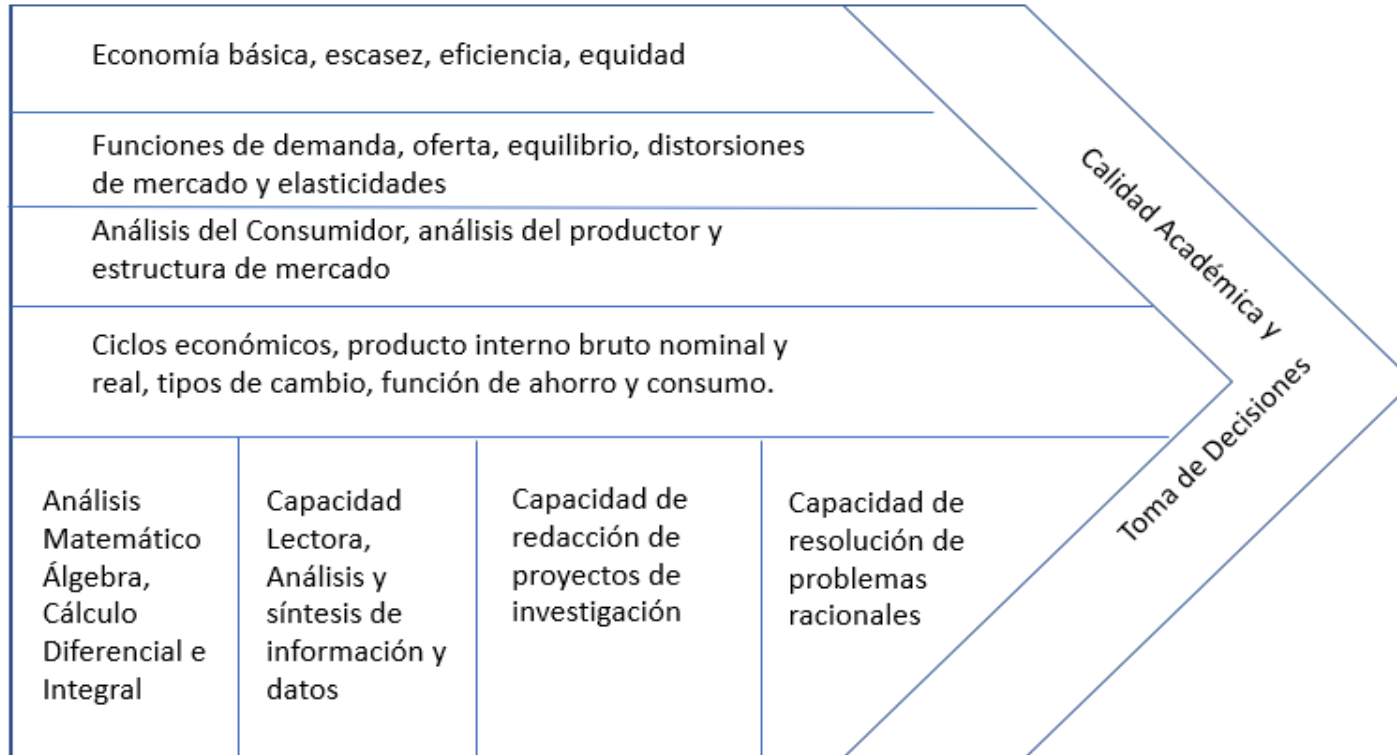 Economía básica, escasez, eficiencia, equidad
Funciones de demanda, oferta, equilibrio, distorsiones
de mercado y elasticidades
Análisis del Consumidor, análisis del productor y
estructura de mercado
Ciclos económicos, producto interno bruto nominal y
real, tipos de cambio, función de ahorro y consumo.
Análisis
Matemático
Álgebra,
Cálculo
Diferencial e
Integral
Capacidad
Lectora,
Análisis y
síntesis de
información y
datos
Capacidad de
redacción de
proyectos de
investigación
Capacidad de
resolución de
problemas
racionales
Calidad Académica y
Toma de Decisiones